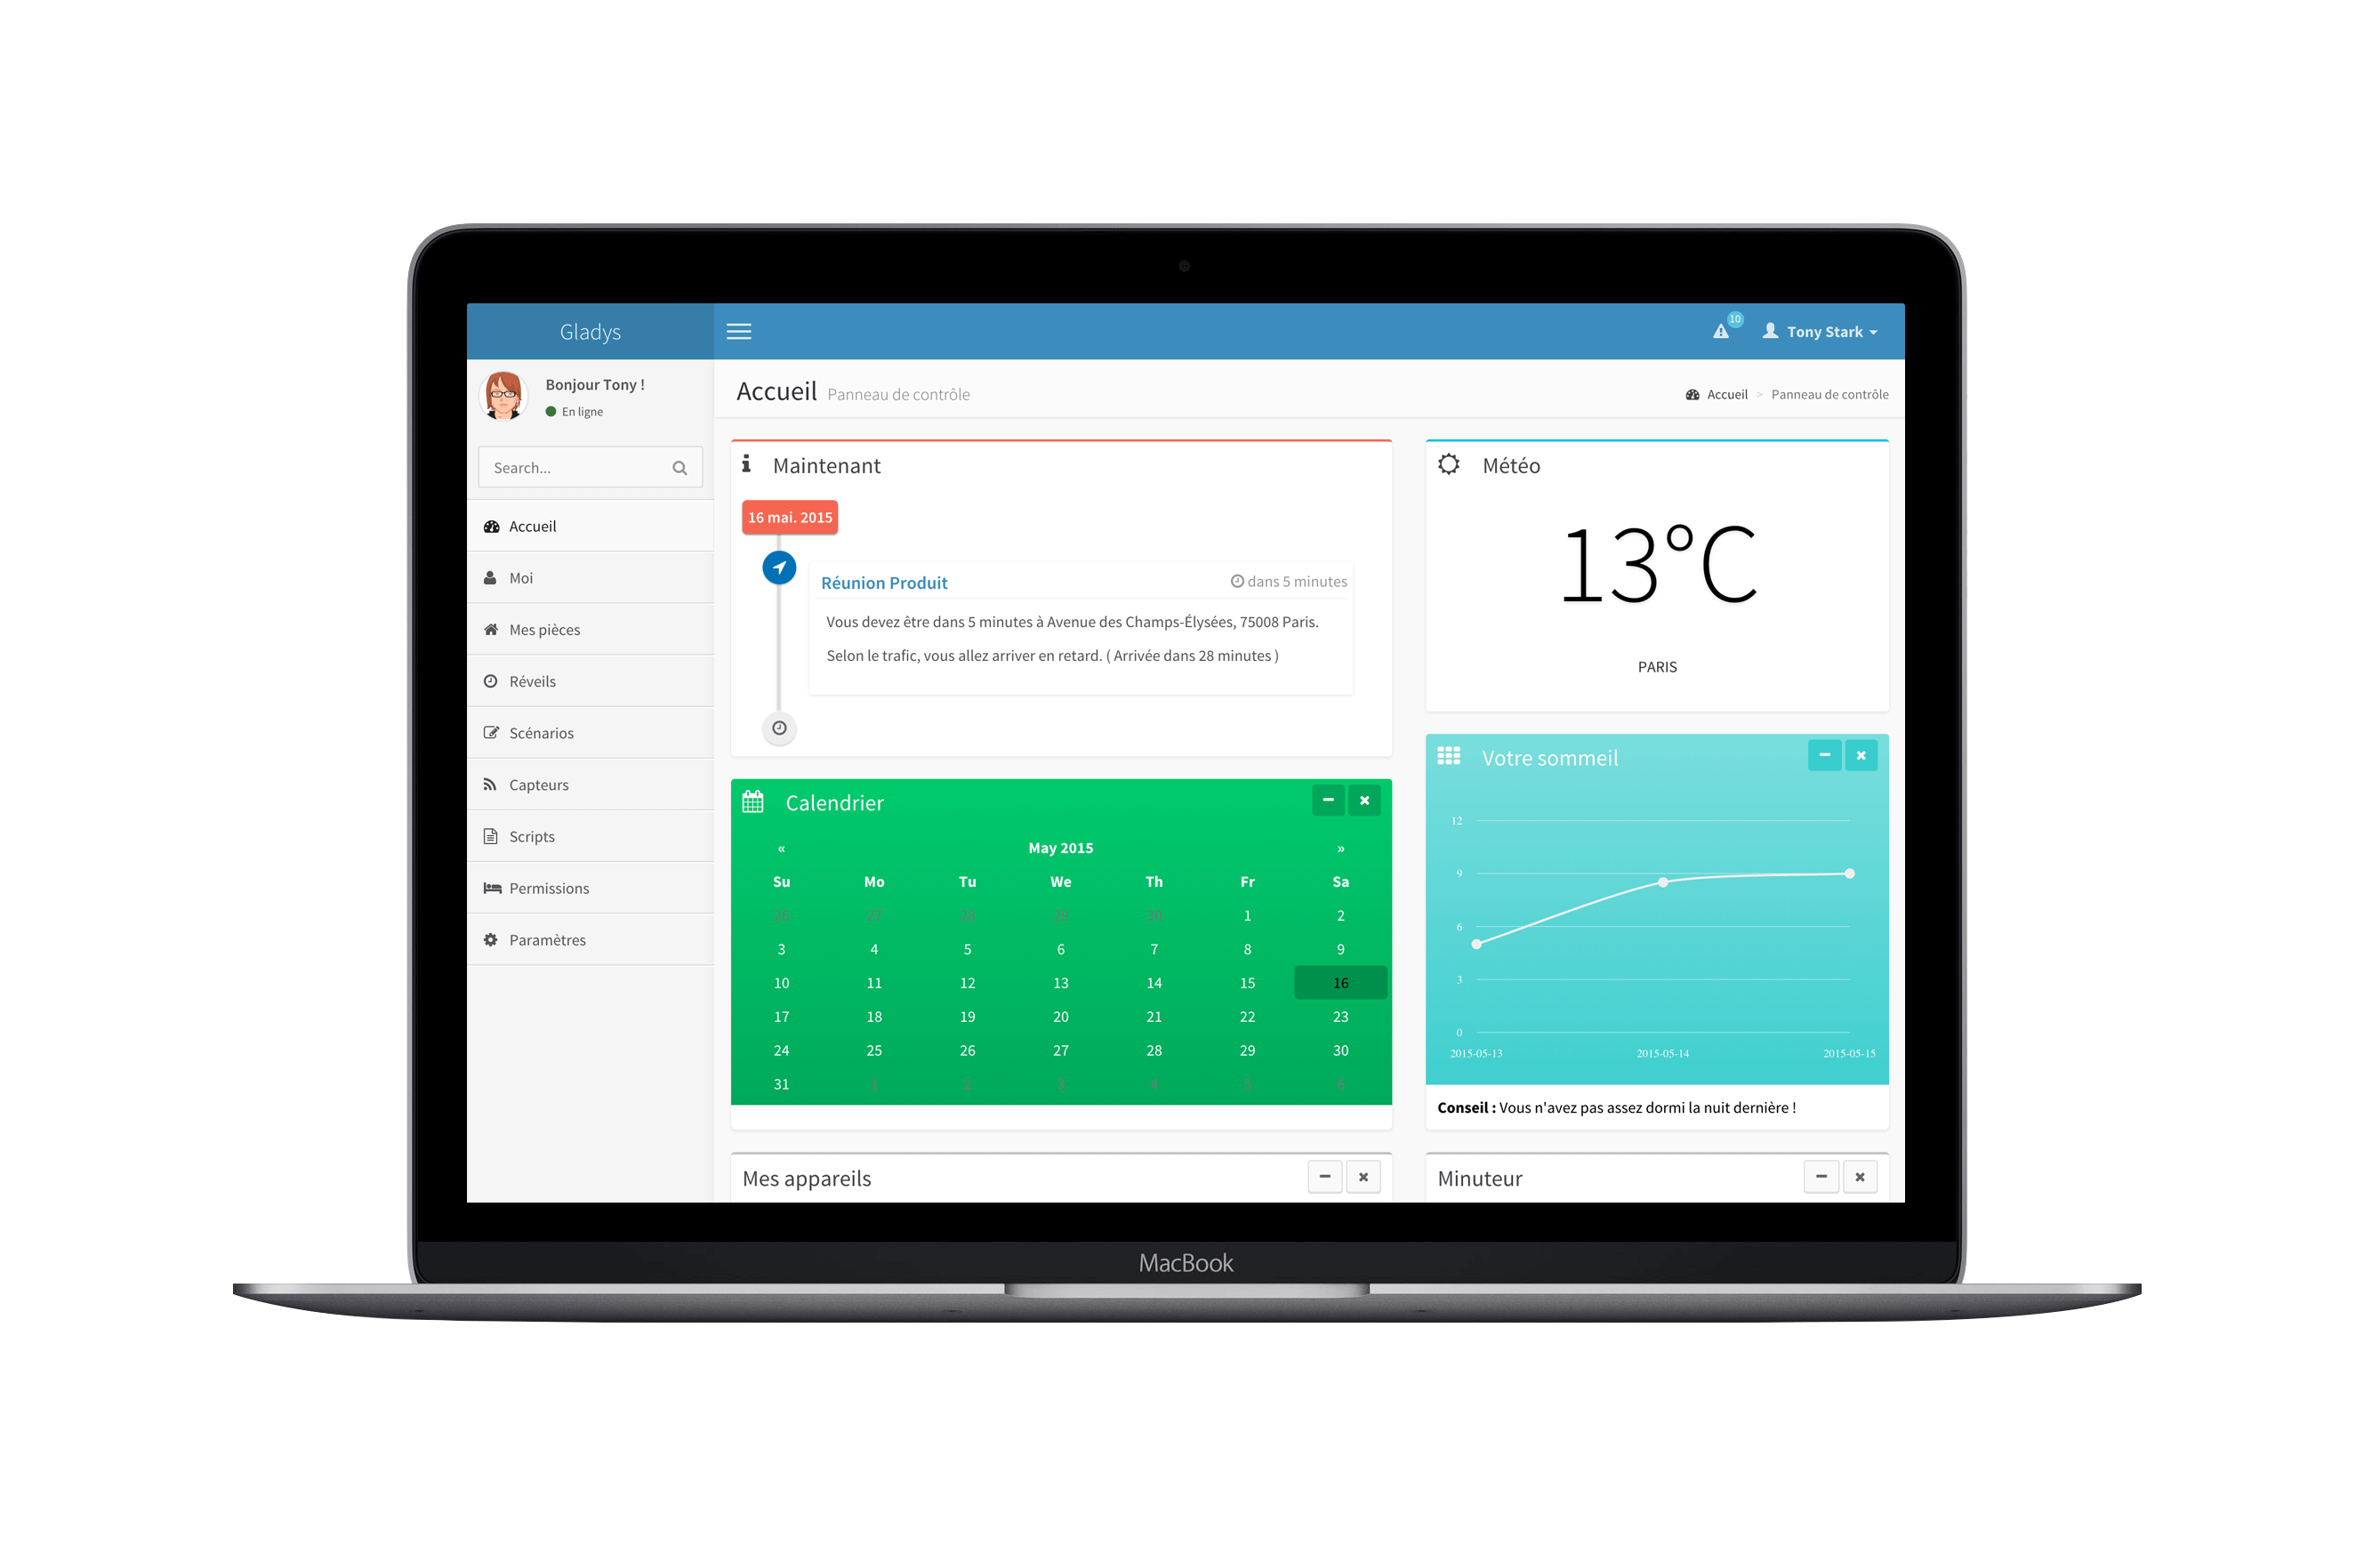 Gladys
10
Tony Stark
Bonjour Tony !
En ligne
Search...
Accueil
Moi
Mes pièces
Réveils
Scénarios
Capteurs
Scripts
Permissions
Paramètres
Accueil Panneau de contrôle
Accueil > Panneau de contrôle
Maintenant
16 mai. 2015
Réunion Produit
dans 5 minutes
Vous devez être dans 5 minutes à Avenue des Champs-Élysées, 75008 Paris.
Selon le trafic, vous allez arriver en retard. ( Arrivée dans 28 minutes )
Météo
13°C
PARIS
Calendrier
« May 2015 »
Su Mo Tu We Th Fr Sa
26 27 28 29 30 1 2
3 4 5 6 7 8 9
10 11 12 13 14 15 16
17 18 19 20 21 22 23
24 25 26 27 28 29 30
31 1 2 3 4 5 6
Votre sommeil
12
9
6
3
0
2015-05-13 2015-05-14 2015-05-15
Conseil : Vous n'avez pas assez dormi la nuit dernière !
Mes appareils
Minuteur
MacBook